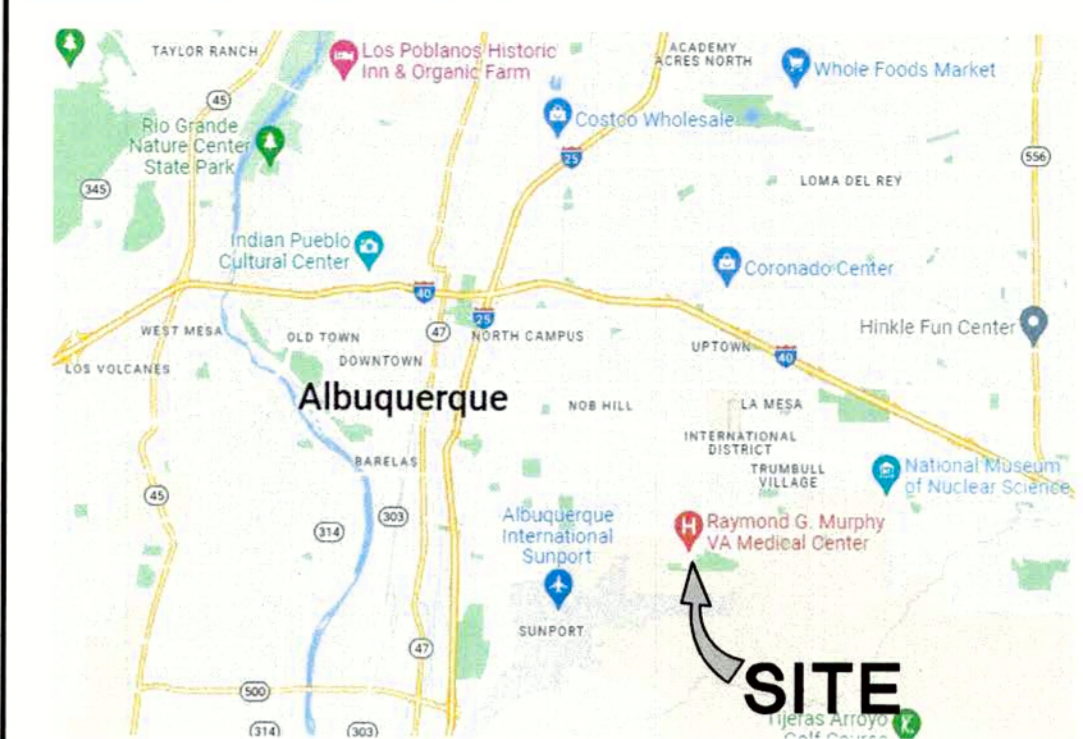 TAYLOR RANCH
Los Poblanos Historic
Inn & Organic Farm
ACADEMY
ACRES NORTH
Whole Foods Market
45
Costco Wholesale
Rio Grande
Nature Center
State Park
25
556
345
LOMA DEL REY
Indian Pueblo
Cultural Center
Coronado Center
40
25
47
WEST MESA
OLD TOWN
NORTH CAMPUS
Hinkle Fun Center
UPTOWN
40
DOWNTOWN
LOS VOLCANES
Albuquerque
NOB HILL
LA MESA
INTERNATIONAL
DISTRICT
BARELAS
TRUMBULL
VILLAGE
National Museum
of Nuclear Science
45
314
303
Albuquerque
International
Sunport
H
Raymond G. Murphy
VA Medical Center
SUNPORT
47
SITE
500
Tijeras Arroyo
Golf Course
314
303